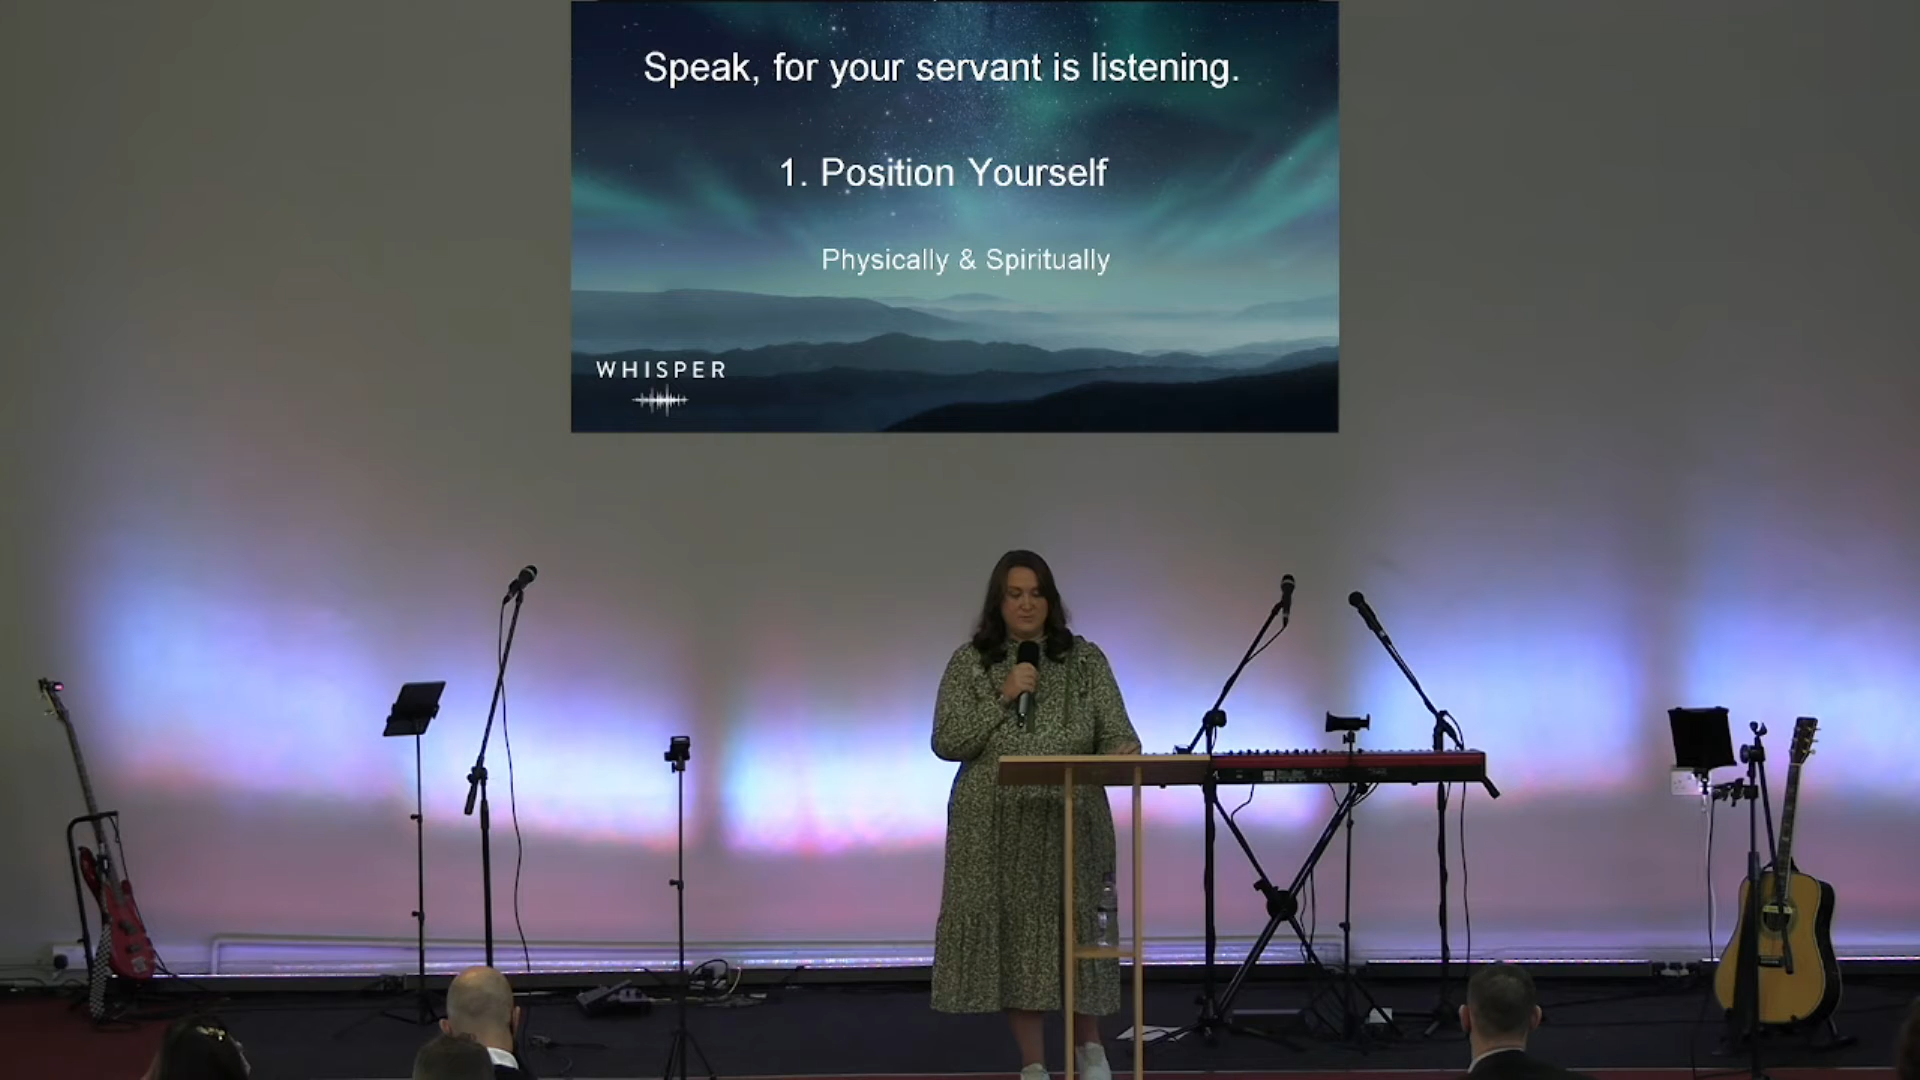 Speak, for your servant is listening.
1. Position Yourself
Physically & Spiritually
WHISPER